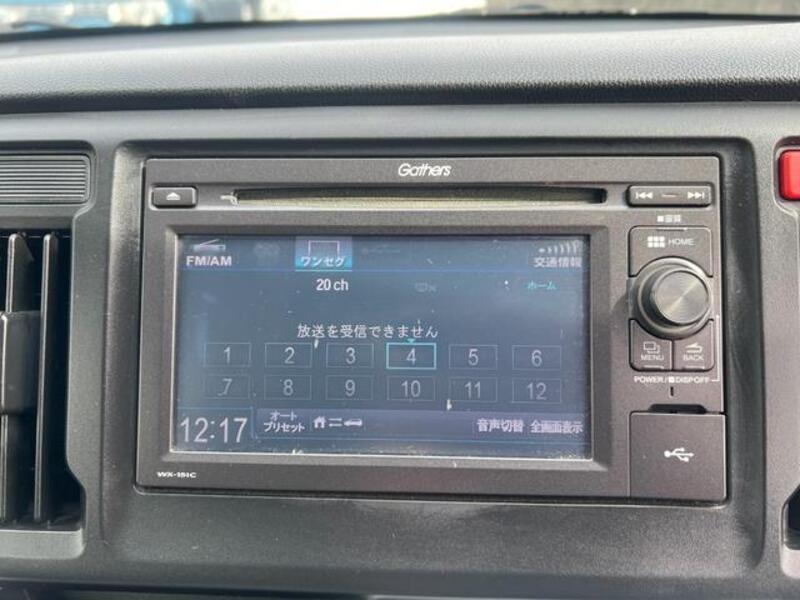 Gathers
音質
FM/AM ワンセグ 交通情報
HOME
20 ch ホーム
放送を受信できません
1 2 3 4 5 6
7 8 9 10 11 12
MENU BACK
POWER/ DISP OFF
12:17 オート プリセット 音声切替 全画面表示
WX-151C